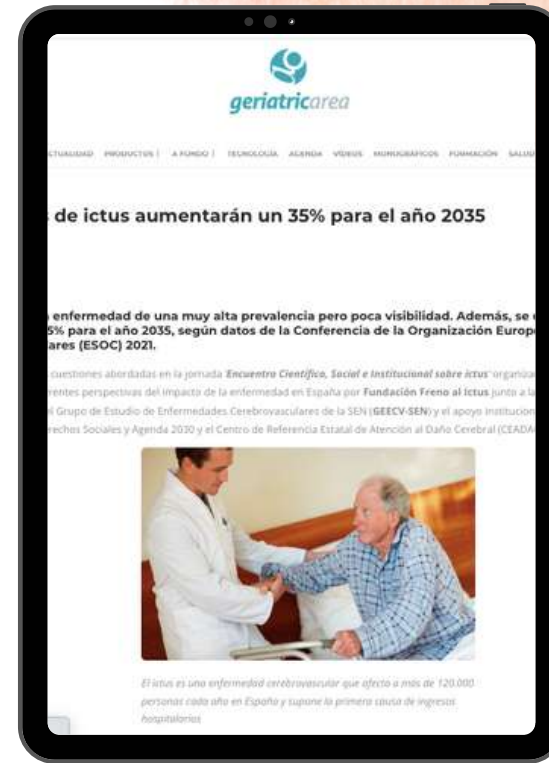 geriatricarea
CTUALIDAD PRODUCTOS | A FONDO | TECNOLOGÍA AGENDA VÍDEOS MONOGRÁFICOS FORMACIÓN SALUD
de ictus aumentarán un 35% para el año 2035
enfermedad de una muy alta prevalencia pero poca visibilidad. Además, se
5% para el año 2035, según datos de la Conferencia de la Organización Europe
ares (ESOC) 2021.
cuestiones abordadas en la jornada 'Encuentro Científico, Social e Institucional sobre ictus' organiza
rentes perspectivas del impacto de la enfermedad en España por Fundación Freno al Ictus junto a la
l Grupo de Estudio de Enfermedades Cerebrovasculares de la SEN (GEECV-SEN) y el apoyo institucion
rechos Sociales y Agenda 2030 y el Centro de Referencia Estatal de Atención al Daño Cerebral (CEADA
El ictus es una enfermedad cerebrovascular que afecta a más de 120.000
personas cada año en España y supone la primera causa de ingresos
hospitalarios